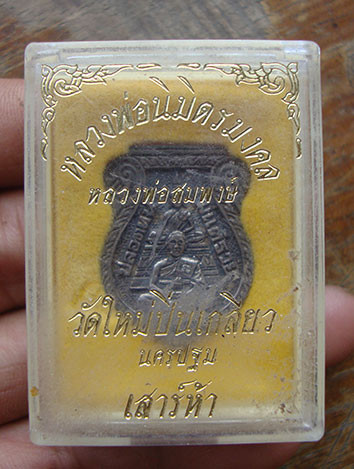 หลวงพ่อนิมิตรมงคล
หลวงพ่อสมพงษ์
วัดใหม่ปิ่นเกลียว
นครปฐม
เสาร์ห้า